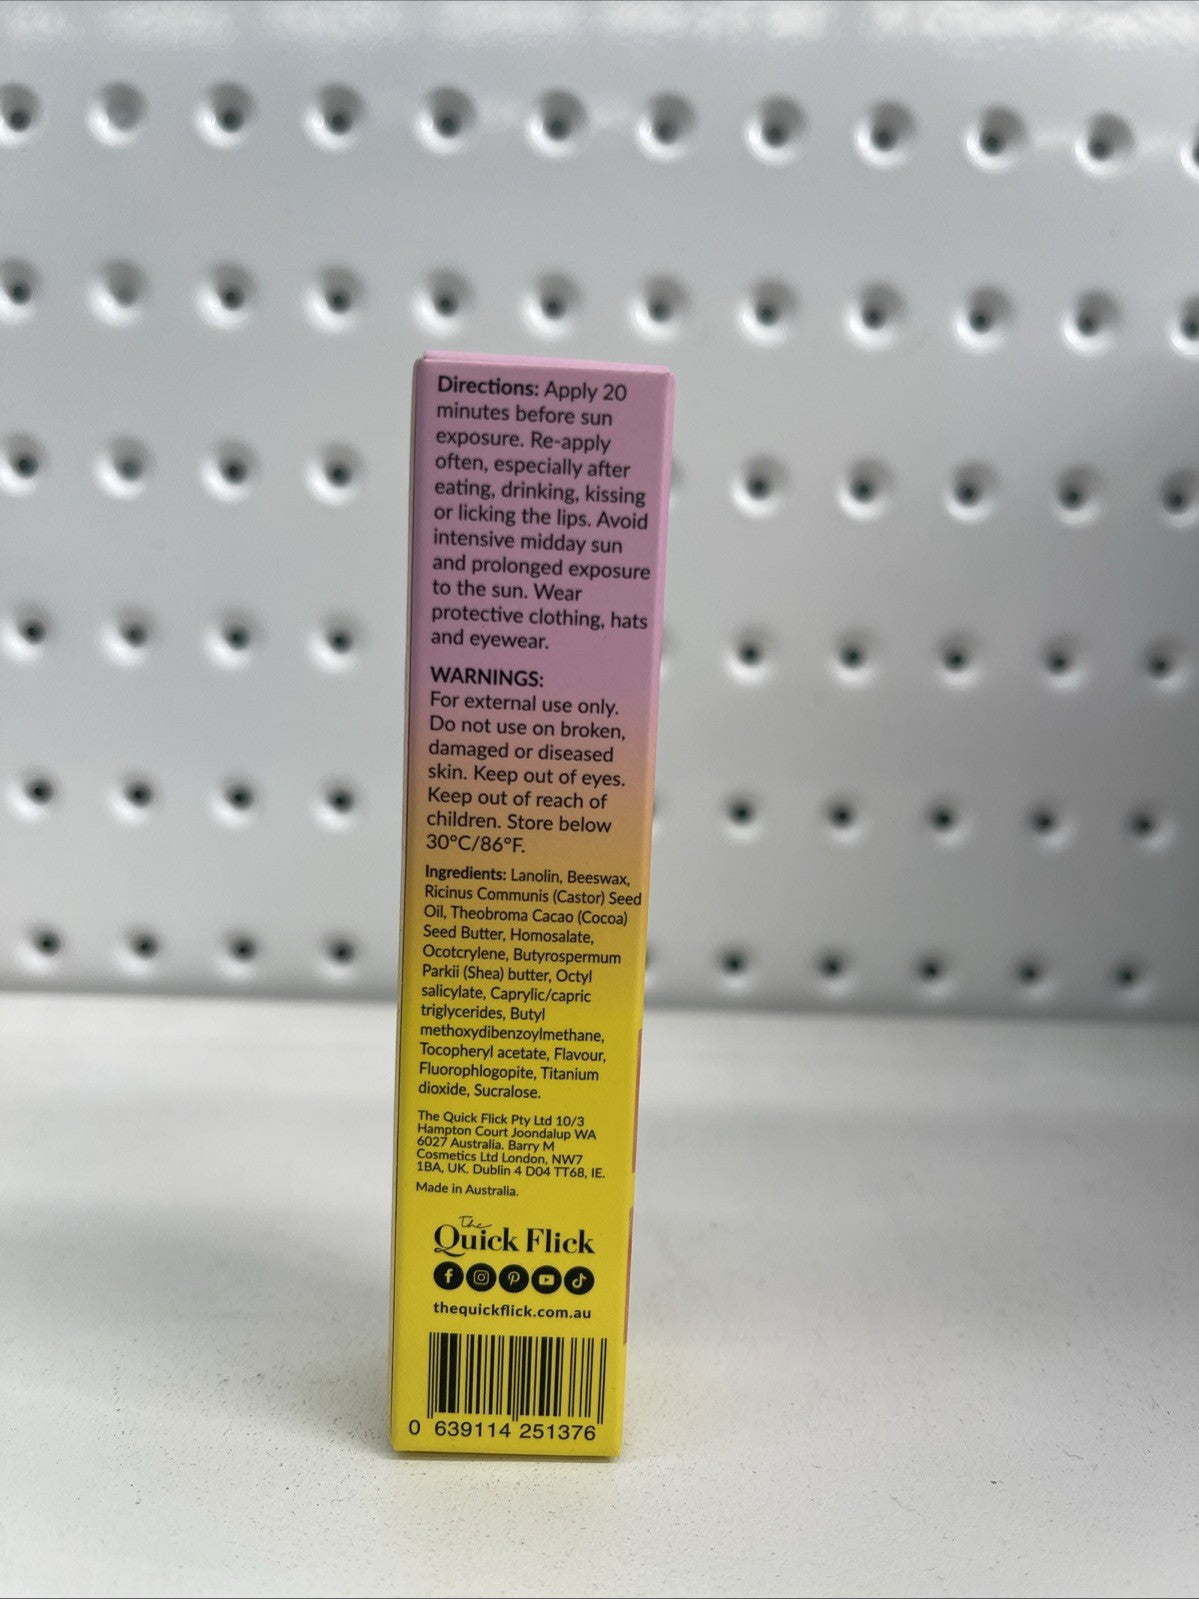 Directions: Apply 20
minutes before sun
exposure. Re-apply
often, especially after
eating, drinking, kissing
or licking the lips. Avoid
intensive midday sun
and prolonged exposure
to the sun. Wear
protective clothing, hats
and eyewear.
WARNINGS:
For external use only.
Do not use on broken,
damaged or diseased
skin. Keep out of eyes.
Keep out of reach of
children. Store below
30°C/86°F.
Ingredients: Lanolin, Beeswax,
Ricinus Communis (Castor) Seed
Oil, Theobroma Cacao (Cocoa)
Seed Butter, Homosalate,
Ocotcrylene, Butyrospermum
Parkii (Shea) butter, Octyl
salicylate, Caprylic/capric
triglycerides, Butyl
methoxydibenzoylmethane,
Tocopheryl acetate, Flavour,
Fluorophlogopite, Titanium
dioxide, Sucralose.
The Quick Flick Pty Ltd 10/3
Hampton Court Joondalup WA
6027 Australia. Barry M
Cosmetics Ltd London, NW7
1BA, UK. Dublin 4 D04 TT68, IE.
Made in Australia.
The
Quick Flick
thequickflick.com.au
0 639114 251376